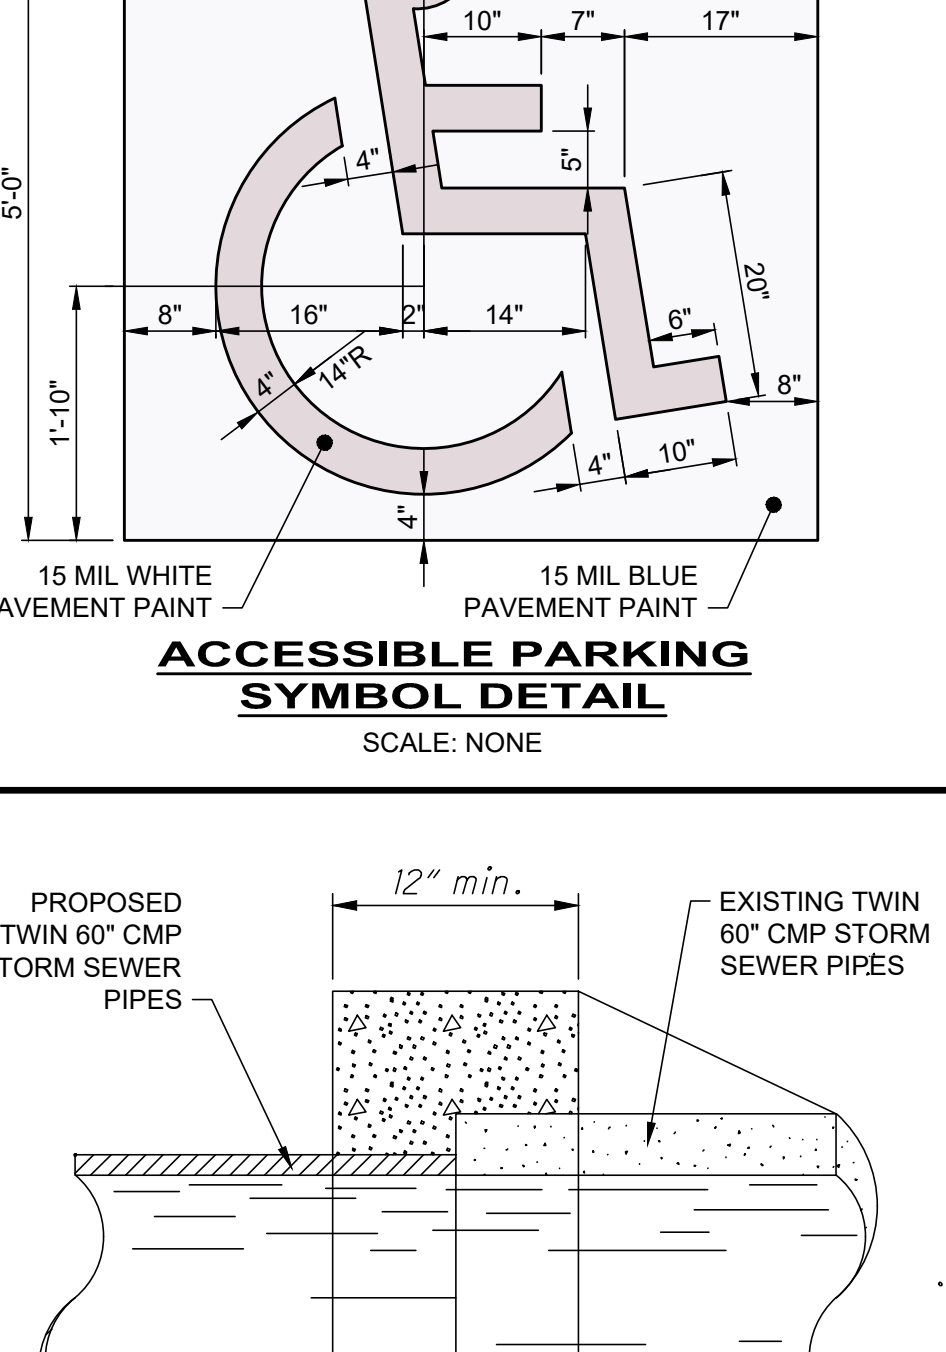 10" 7" 17"
4"
5"
5'-0"
20"
8" 16" 2" 14"
6"
4" 14"R
8"
1'-10"
4" 10"
4"
15 MIL WHITE
AVEMENT PAINT
15 MIL BLUE
PAVEMENT PAINT
ACCESSIBLE PARKING
SYMBOL DETAIL
SCALE: NONE
12" min.
PROPOSED
TWIN 60" CMP
TORM SEWER
PIPES
EXISTING TWIN
60" CMP STORM
SEWER PIPES